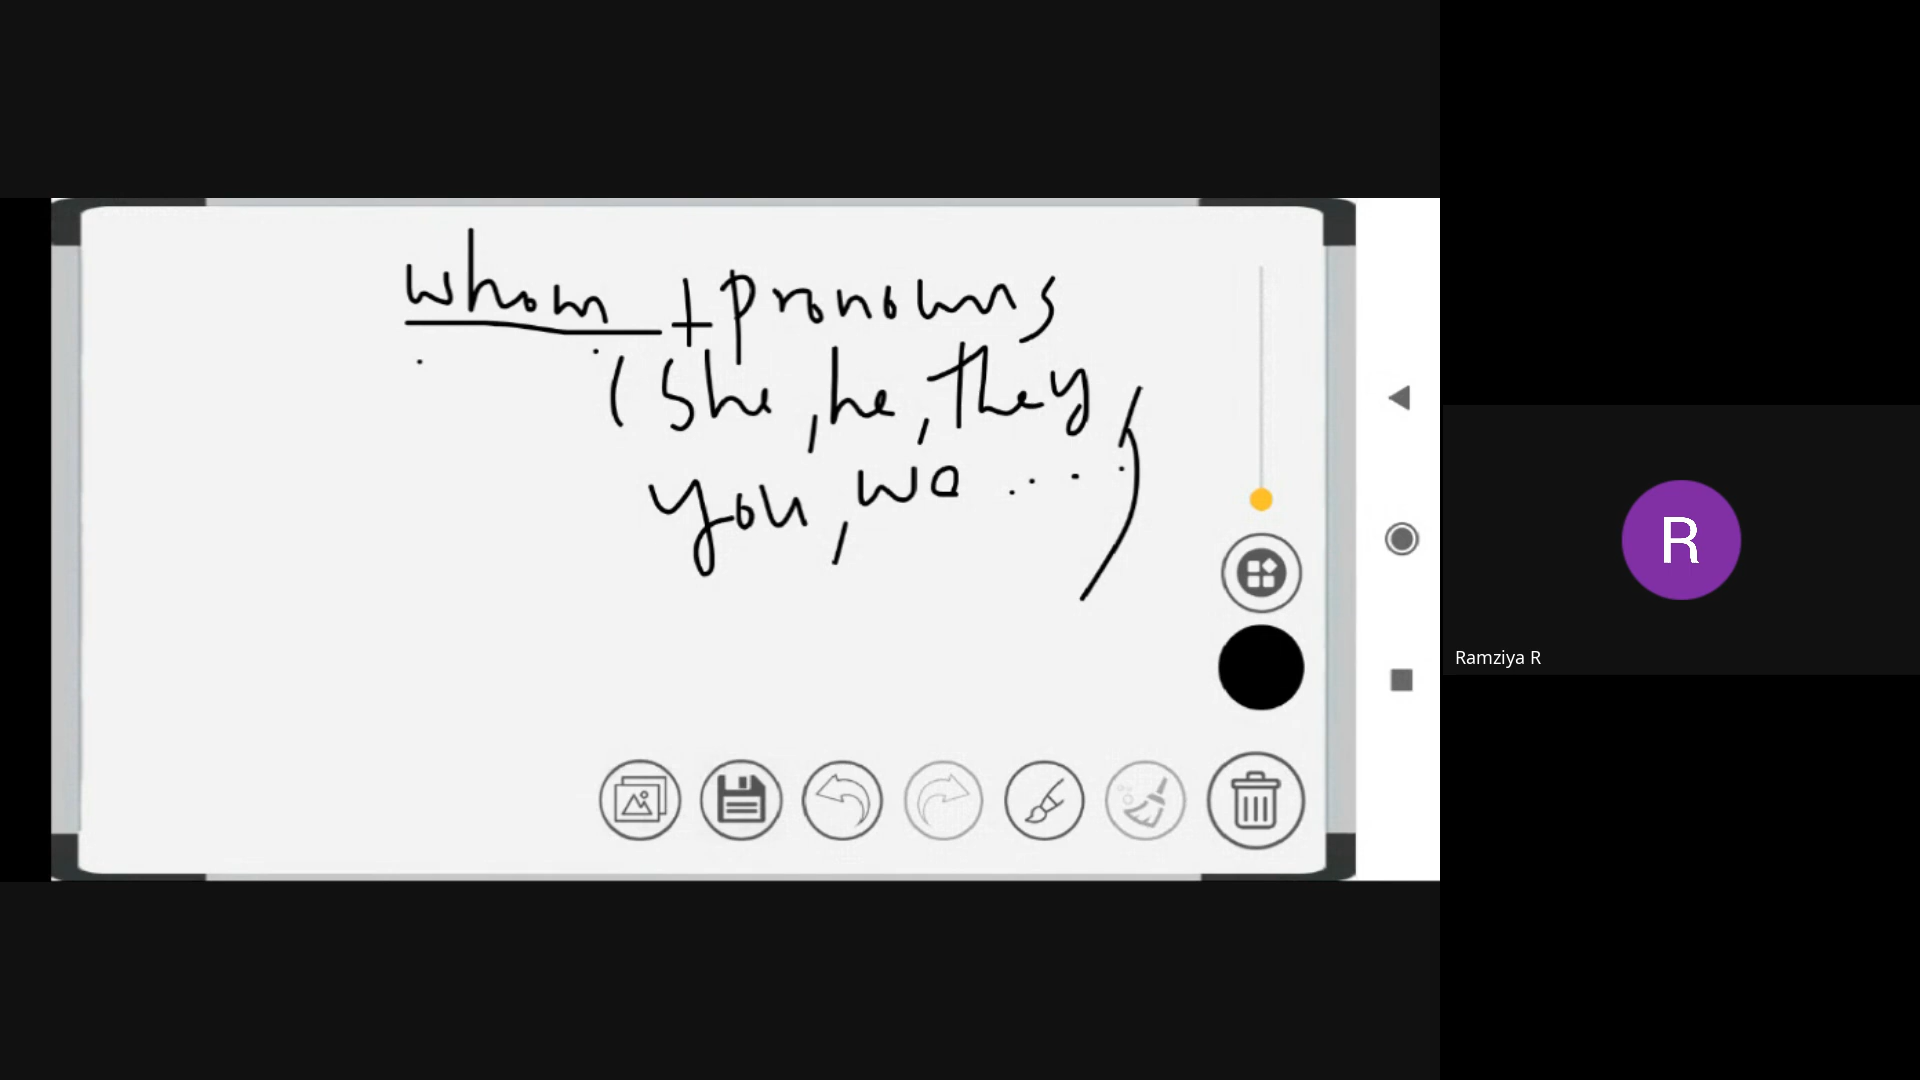 whom + pronouns
(She, he, they,
you, we ....)
R
Ramziya R